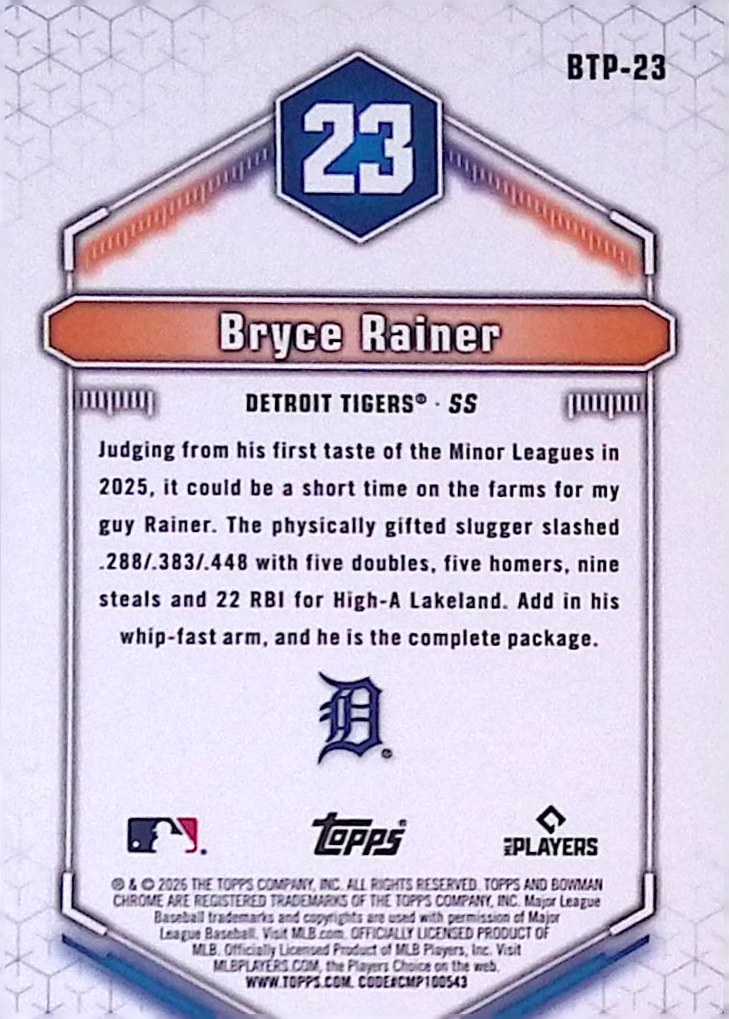 BTP-23
23
Bryce Rainer
DETROIT TIGERS® · SS
Judging from his first taste of the Minor Leagues in
2025, it could be a short time on the farms for my
guy Rainer. The physically gifted slugger slashed
.288/.383/.448 with five doubles, five homers, nine
steals and 22 RBI for High-A Lakeland. Add in his
whip-fast arm, and he is the complete package.
D®
topps®
MLB PLAYERS
® & © 2026 THE TOPPS COMPANY, INC. ALL RIGHTS RESERVED. TOPPS AND BOWMAN
CHROME ARE REGISTERED TRADEMARKS OF THE TOPPS COMPANY, INC. Major League
Baseball trademarks and copyrights are used with permission of Major
League Baseball. Visit MLB.com. OFFICIALLY LICENSED PRODUCT OF
MLB. Officially Licensed Product of MLB Players, Inc. Visit
MLBPLAYERS.COM, the Players Choice on the web.
WWW.TOPPS.COM. CODE#CMP100543